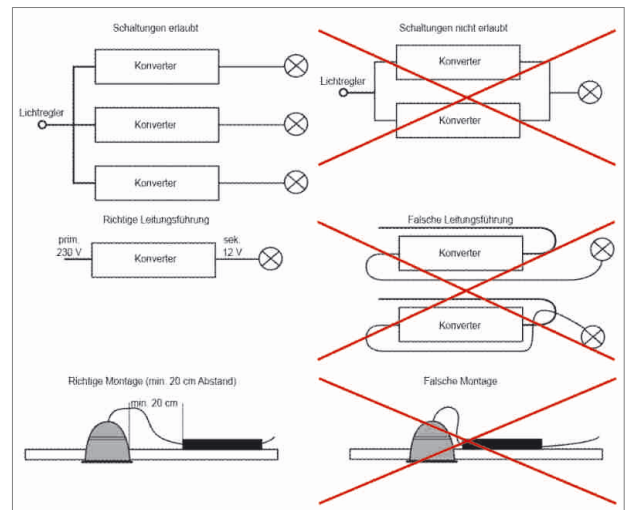 Schaltungen erlaubt
Konverter
Lichtregler
Konverter
Konverter
Schaltungen nicht erlaubt
Konverter
Lichtregler
Konverter
Richtige Leitungsführung
prim.
230 V
Konverter
sek.
12 V
Falsche Leitungsführung
Konverter
Konverter
Richtige Montage (min. 20 cm Abstand)
min. 20 cm
Falsche Montage